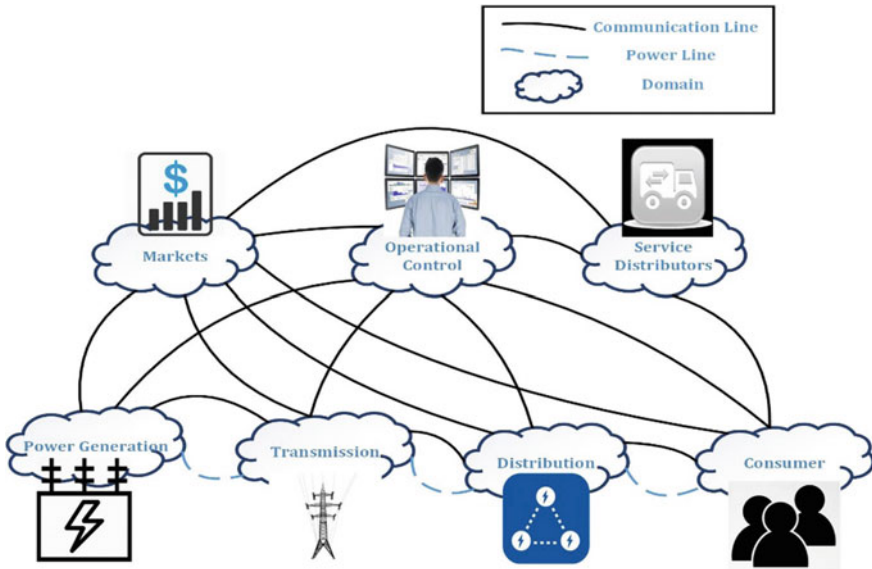 Communication Line
Power Line
Domain
$
Markets
Operational
Control
Service
Distributors
Power Generation
Transmission
Distribution
Consumer